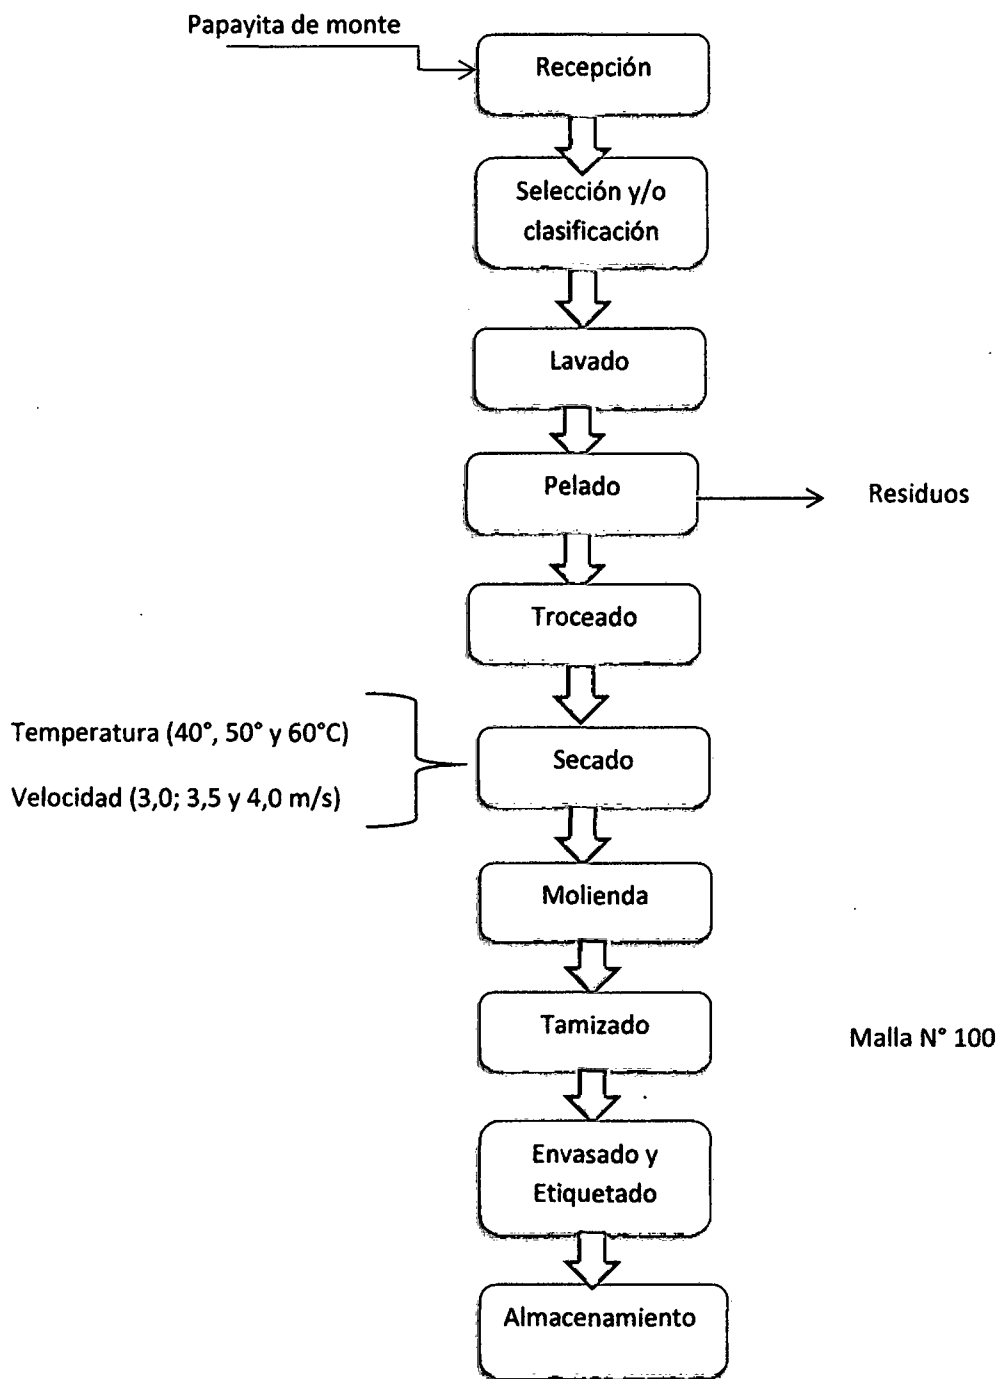 Papayita de monte
Recepción
Selección y/o
clasificación
Lavado
Pelado
Residuos
Troceado
Temperatura (40°, 50° y 60°C)
Velocidad (3,0; 3,5 y 4,0 m/s)
Secado
Molienda
Tamizado
Malla N° 100
Envasado y
Etiquetado
Almacenamiento